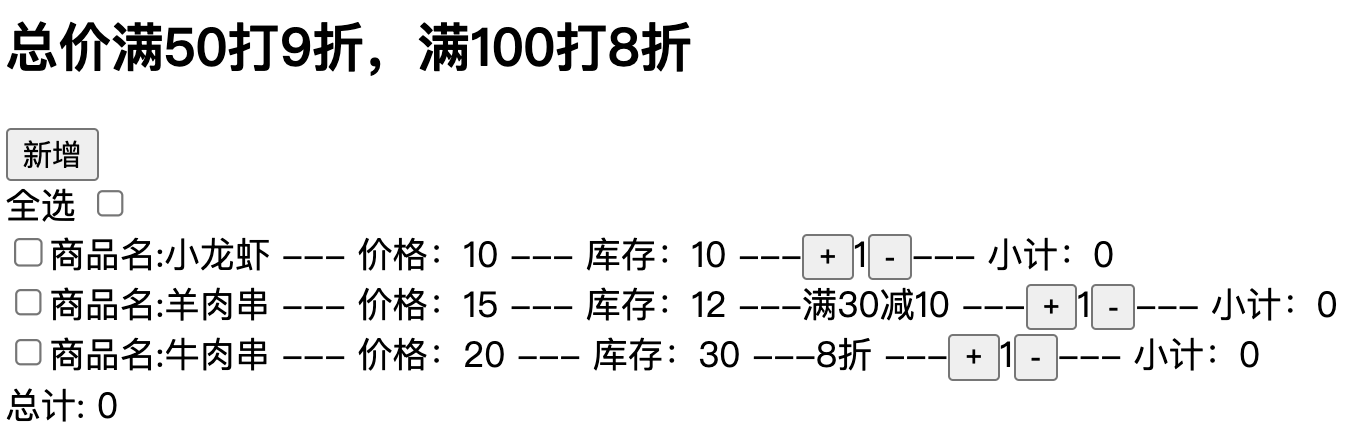 总价满50打9折，满100打8折
新增
全选
商品名:小龙虾 --- 价格：10 --- 库存：10 ---+1---- 小计：0
商品名:羊肉串 --- 价格：15 --- 库存：12 ---满30减10 ---+1---- 小计：0
商品名:牛肉串 --- 价格：20 --- 库存：30 ---8折 ---+1---- 小计：0
总计: 0